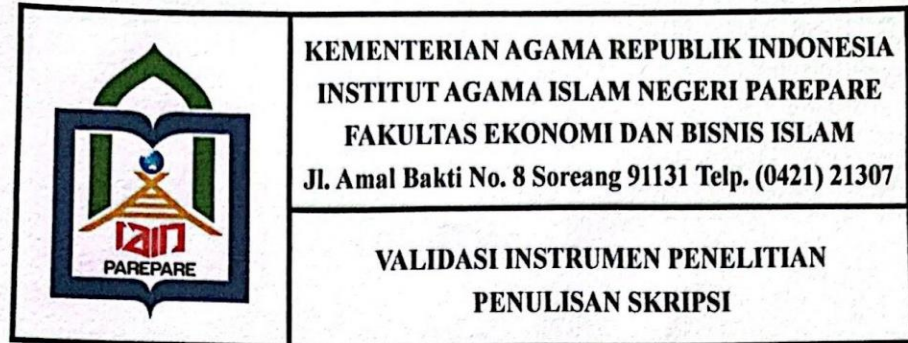 iain
PAREPARE
KEMENTERIAN AGAMA REPUBLIK INDONESIA
INSTITUT AGAMA ISLAM NEGERI PAREPARE
FAKULTAS EKONOMI DAN BISNIS ISLAM
Jl. Amal Bakti No. 8 Soreang 91131 Telp. (0421) 21307
VALIDASI INSTRUMEN PENELITIAN
PENULISAN SKRIPSI